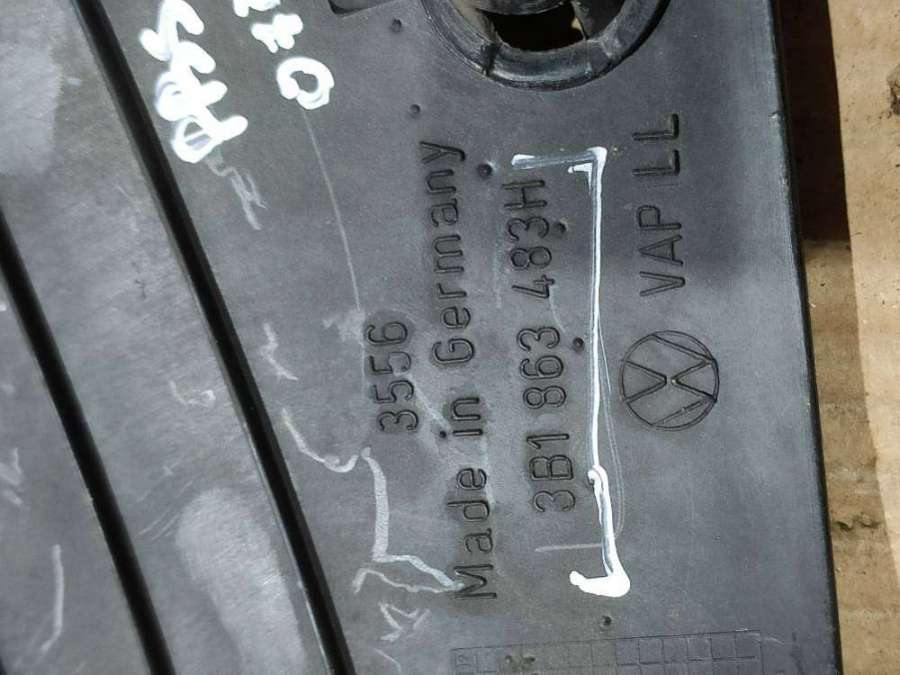 3556
Made in Germany
3B1 863 483H
VAP LL